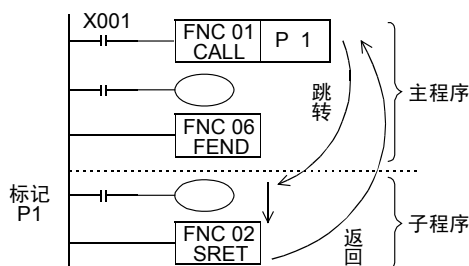 X001
FNC 01
CALL
P 1
跳转
主程序
FNC 06
FEND
标记
P1
子程序
FNC 02
SRET
返回